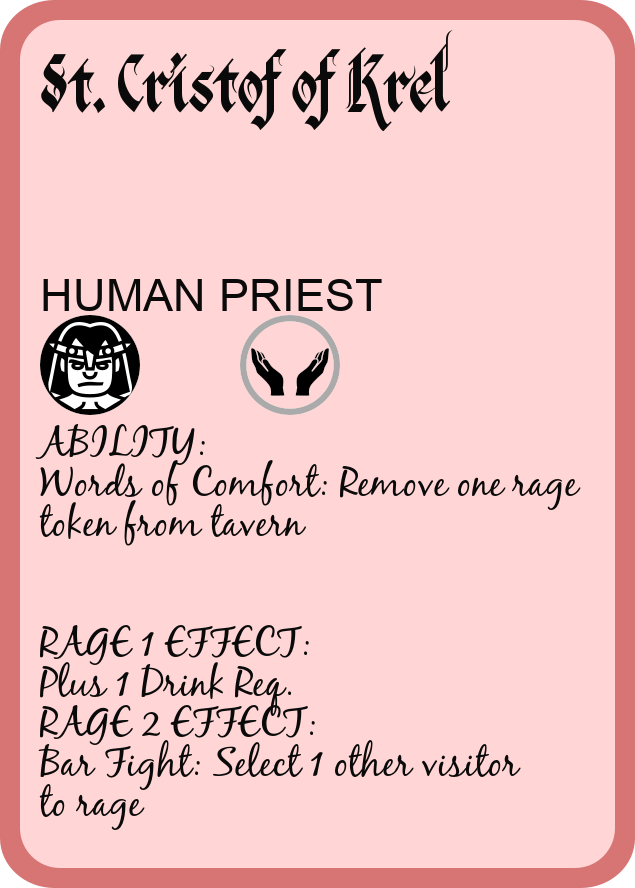 St. Cristof of Krel
HUMAN PRIEST
ABILITY:
Words of Comfort: Remove one rage
token from tavern
RAGE 1 EFFECT:
Plus 1 Drink Req.
RAGE 2 EFFECT:
Bar Fight: Select 1 other visitor
to rage